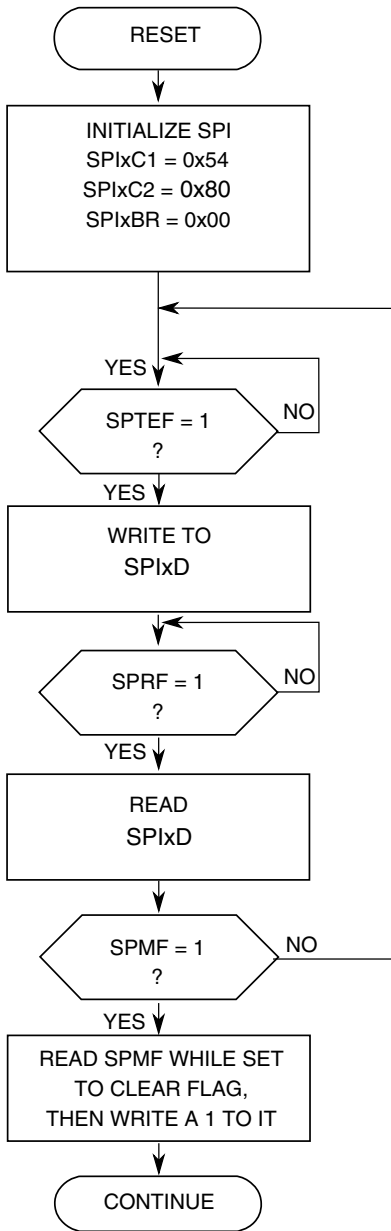 RESET
INITIALIZE SPI
SPIxC1 = 0x54
SPIxC2 = 0x80
SPIxBR = 0x00
YES
SPTEF = 1
?
NO
YES
WRITE TO
SPIxD
SPRF = 1
?
NO
YES
READ
SPIxD
SPMF = 1
?
NO
YES
READ SPMF WHILE SET
TO CLEAR FLAG,
THEN WRITE A 1 TO IT
CONTINUE